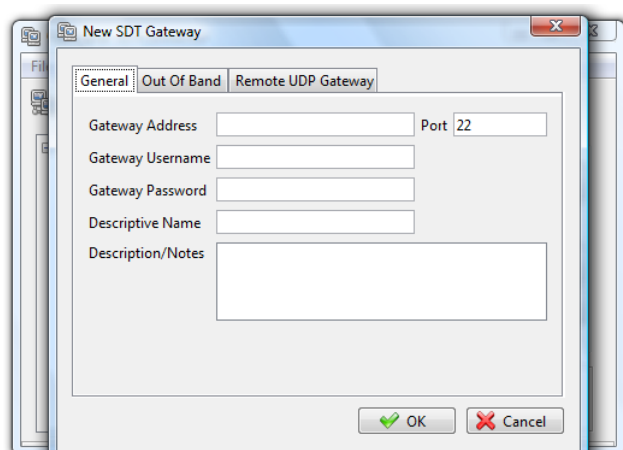 New SDT Gateway
General Out Of Band Remote UDP Gateway
Gateway Address Port 22
Gateway Username
Gateway Password
Descriptive Name
Description/Notes
OK Cancel